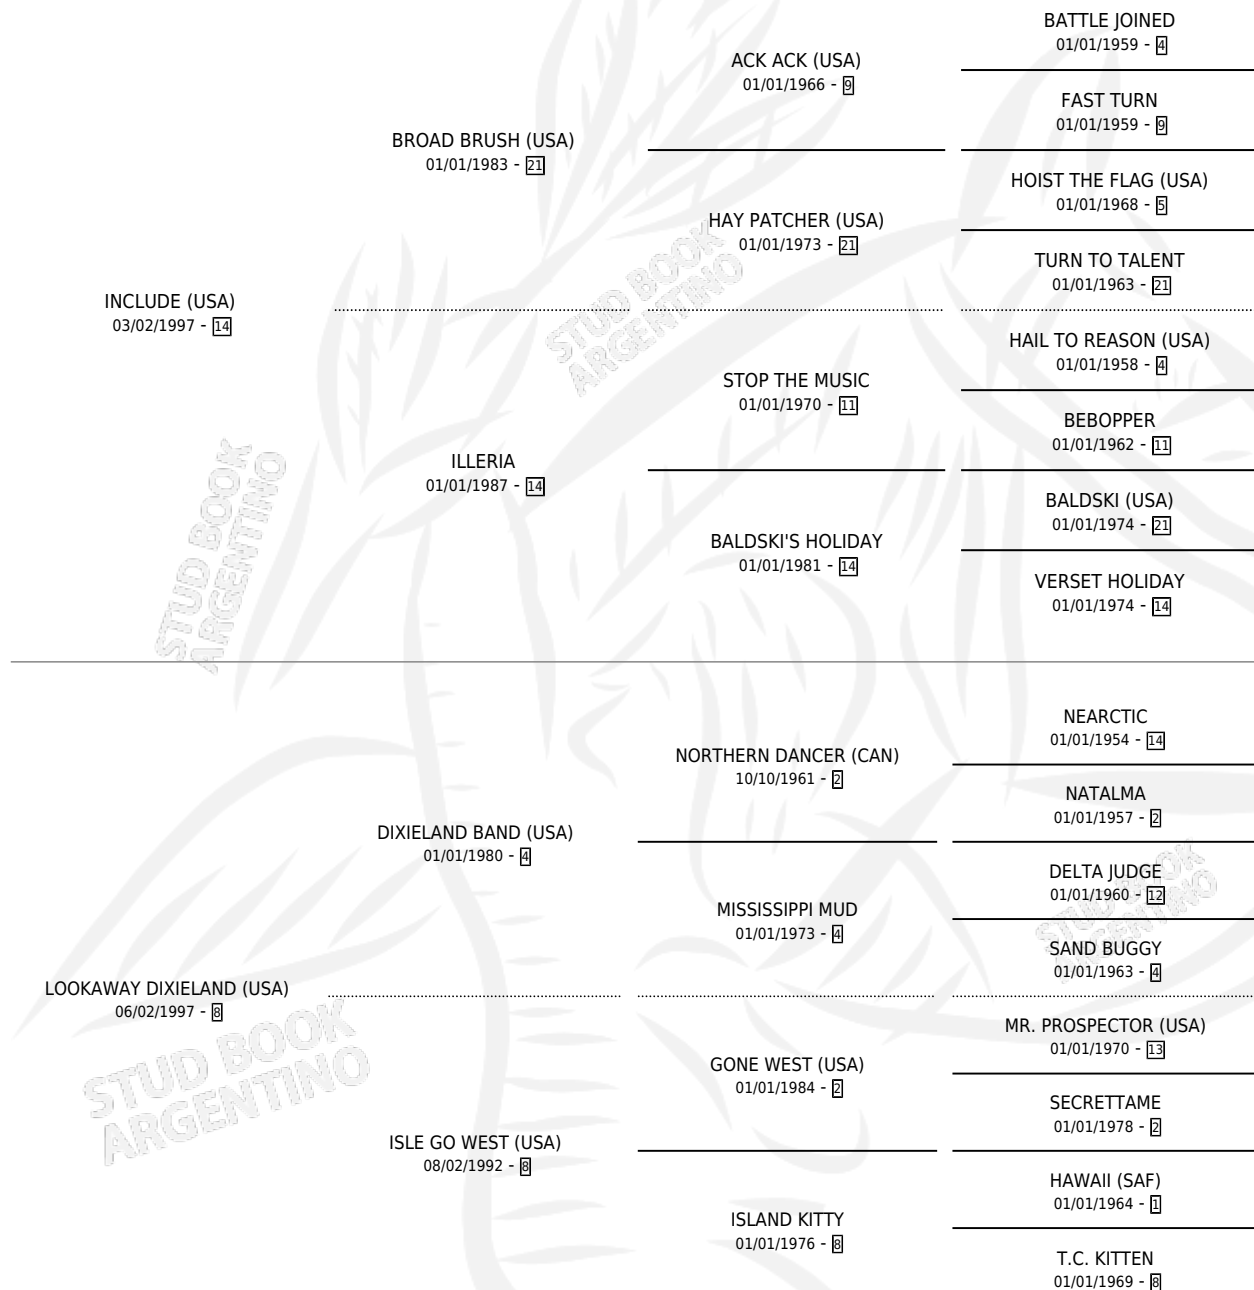 BATTLE JOINED
01/01/1959 - 4
ACK ACK (USA)
01/01/1966 - 9
FAST TURN
01/01/1959 - 9
BROAD BRUSH (USA)
01/01/1983 - 21
HOIST THE FLAG (USA)
01/01/1968 - 5
HAY PATCHER (USA)
01/01/1973 - 21
TURN TO TALENT
01/01/1963 - 21
INCLUDE (USA)
03/02/1997 - 14
HAIL TO REASON (USA)
01/01/1958 - 4
STOP THE MUSIC
01/01/1970 - 11
BEBOPPER
01/01/1962 - 11
ILLERIA
01/01/1987 - 14
BALDSKI (USA)
01/01/1974 - 21
BALDSKI'S HOLIDAY
01/01/1981 - 14
VERSET HOLIDAY
01/01/1974 - 14
NEARCTIC
01/01/1954 - 14
NORTHERN DANCER (CAN)
10/10/1961 - 2
NATALMA
01/01/1957 - 2
DIXIELAND BAND (USA)
01/01/1980 - 4
DELTA JUDGE
01/01/1960 - 12
MISSISSIPPI MUD
01/01/1973 - 4
SAND BUGGY
01/01/1963 - 4
LOOKAWAY DIXIELAND (USA)
06/02/1997 - 8
MR. PROSPECTOR (USA)
01/01/1970 - 13
GONE WEST (USA)
01/01/1984 - 2
SECRETTAME
01/01/1978 - 2
ISLE GO WEST (USA)
08/02/1992 - 8
HAWAII (SAF)
01/01/1964 - 1
ISLAND KITTY
01/01/1976 - 8
T.C. KITTEN
01/01/1969 - 8
STUD BOOK
ARGENTINO
STUD BOOK
ARGENTINO
STUD BOOK
ARGENTINO
STUD BOOK
ARGENTINO